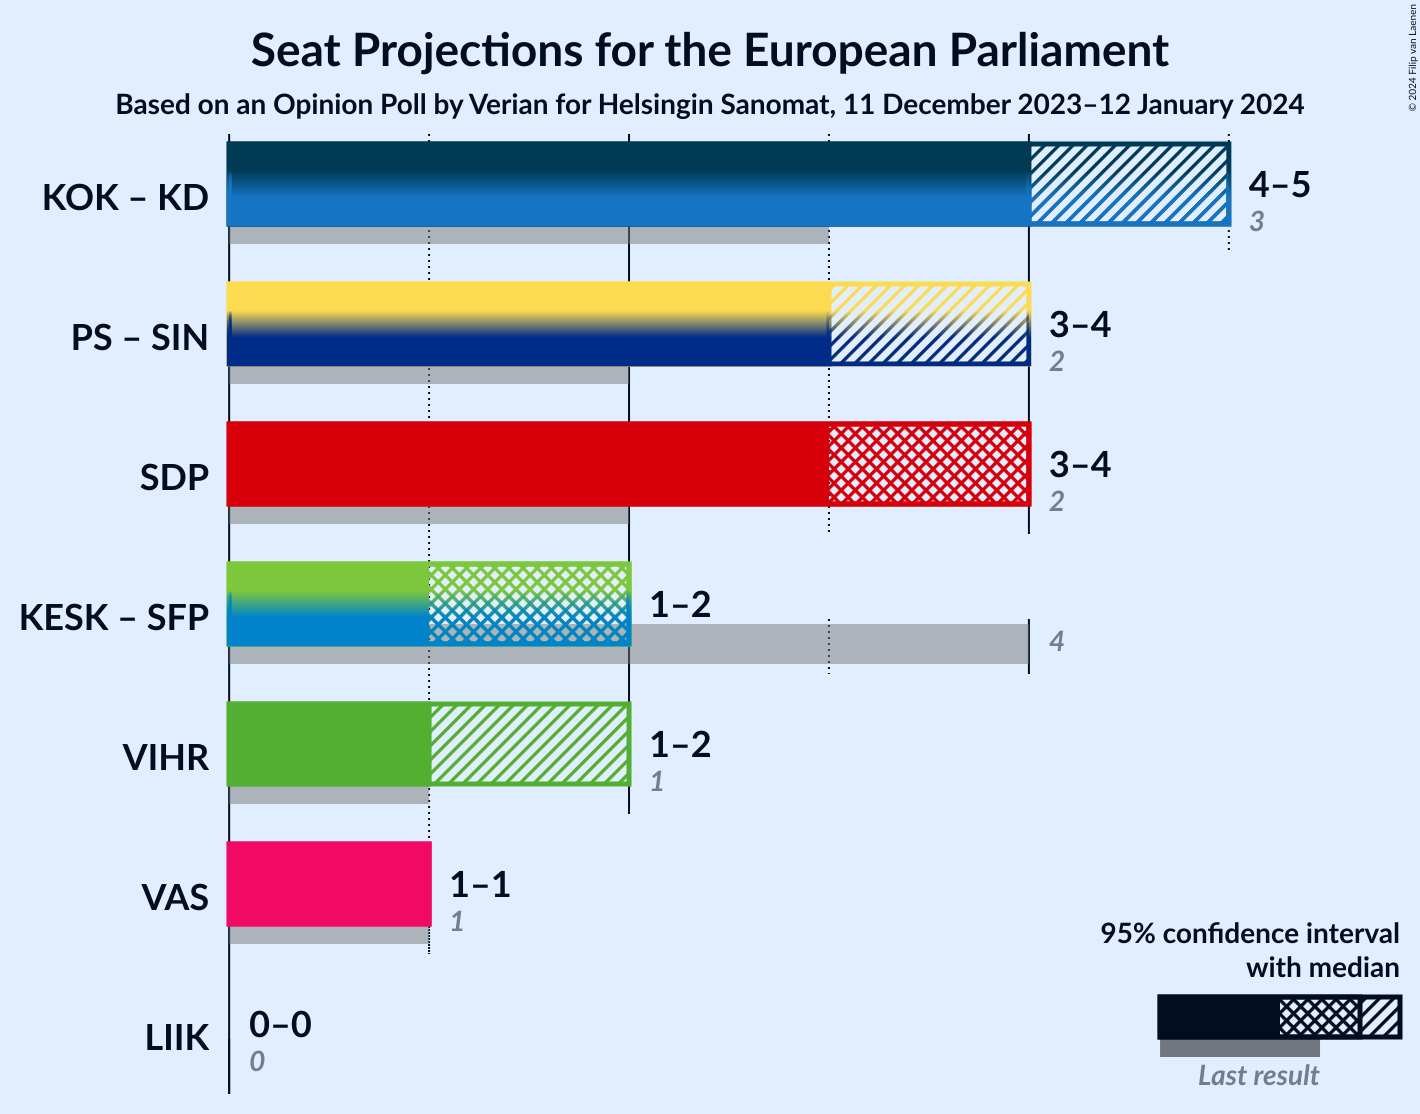 Seat Projections for the European Parliament
Based on an Opinion Poll by Verian for Helsingin Sanomat, 11 December 2023–12 January 2024
© 2024 Filip van Laenen
KOK – KD
4–5
3
PS – SIN
3–4
2
SDP
3–4
2
KESK – SFP
1–2
4
VIHR
1–2
1
VAS
1–1
1
LIIK
0–0
0
95% confidence interval
with median
Last result